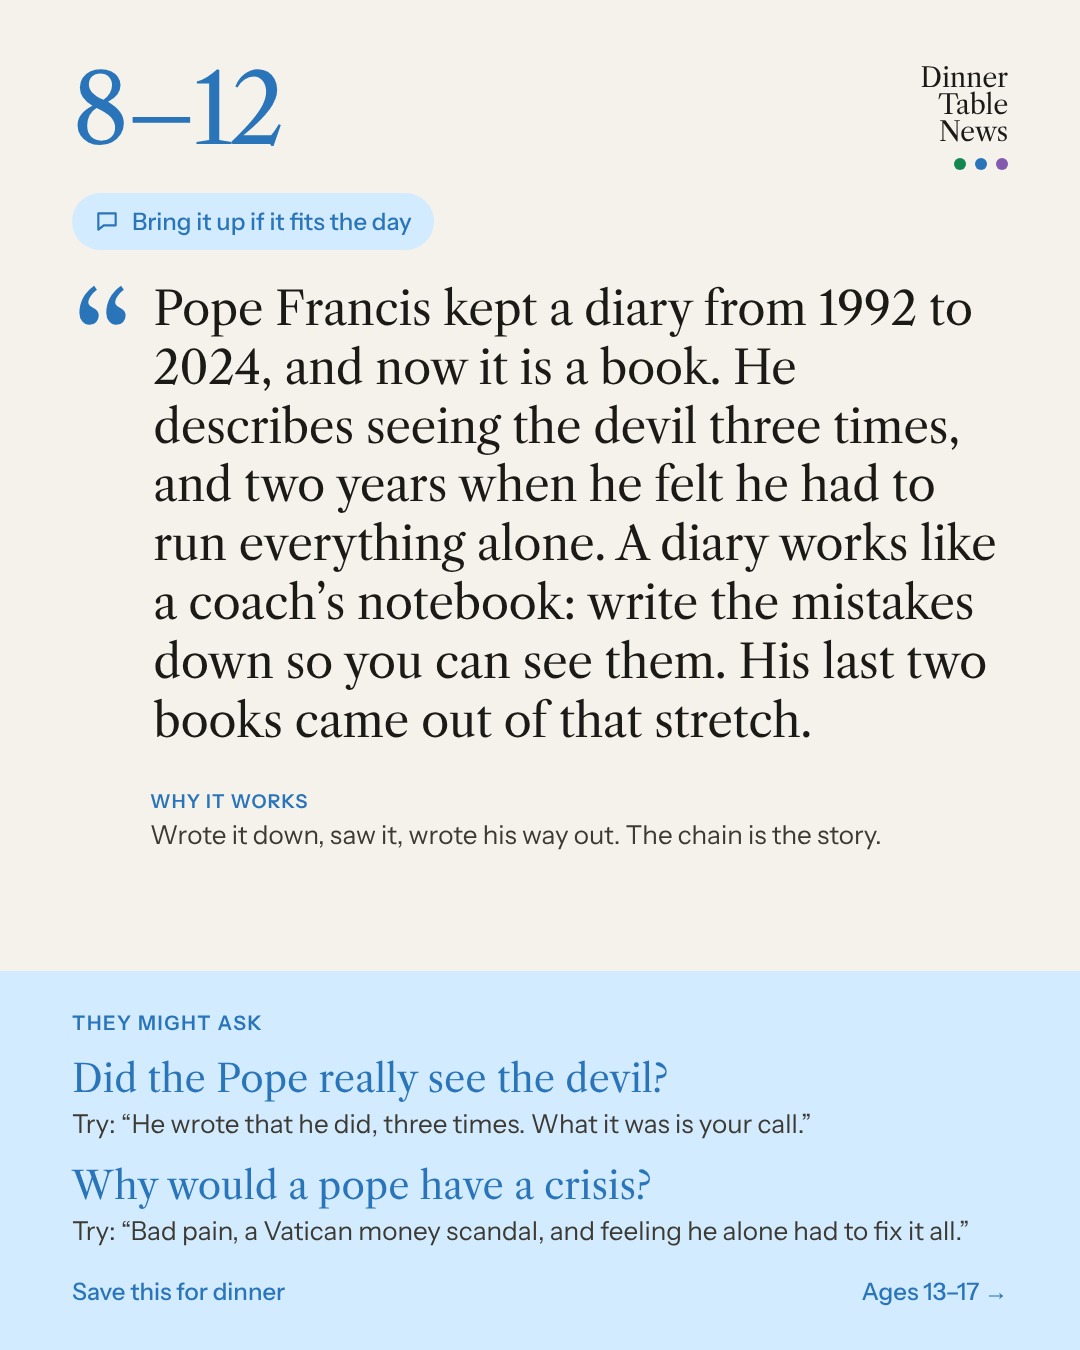 8–12
Dinner
Table
News
Bring it up if it fits the day
“Pope Francis kept a diary from 1992 to
2024, and now it is a book. He
describes seeing the devil three times,
and two years when he felt he had to
run everything alone. A diary works like
a coach’s notebook: write the mistakes
down so you can see them. His last two
books came out of that stretch.
WHY IT WORKS
Wrote it down, saw it, wrote his way out. The chain is the story.
THEY MIGHT ASK
Did the Pope really see the devil?
Try: “He wrote that he did, three times. What it was is your call.”
Why would a pope have a crisis?
Try: “Bad pain, a Vatican money scandal, and feeling he alone had to fix it all.”
Save this for dinner
Ages 13–17 →